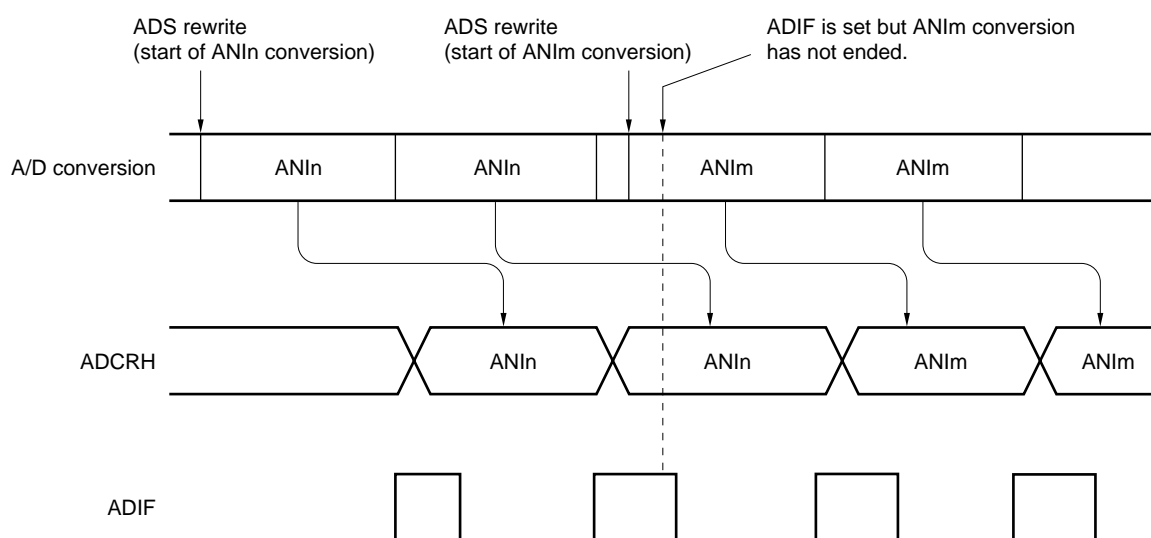 ADS rewrite
(start of ANIn conversion)
ADS rewrite
(start of ANIm conversion)
ADIF is set but ANIm conversion
has not ended.
A/D conversion
ANIn
ANIn
ANIm
ANIm
ADCRH
ANIn
ANIn
ANIm
ANIm
ADIF